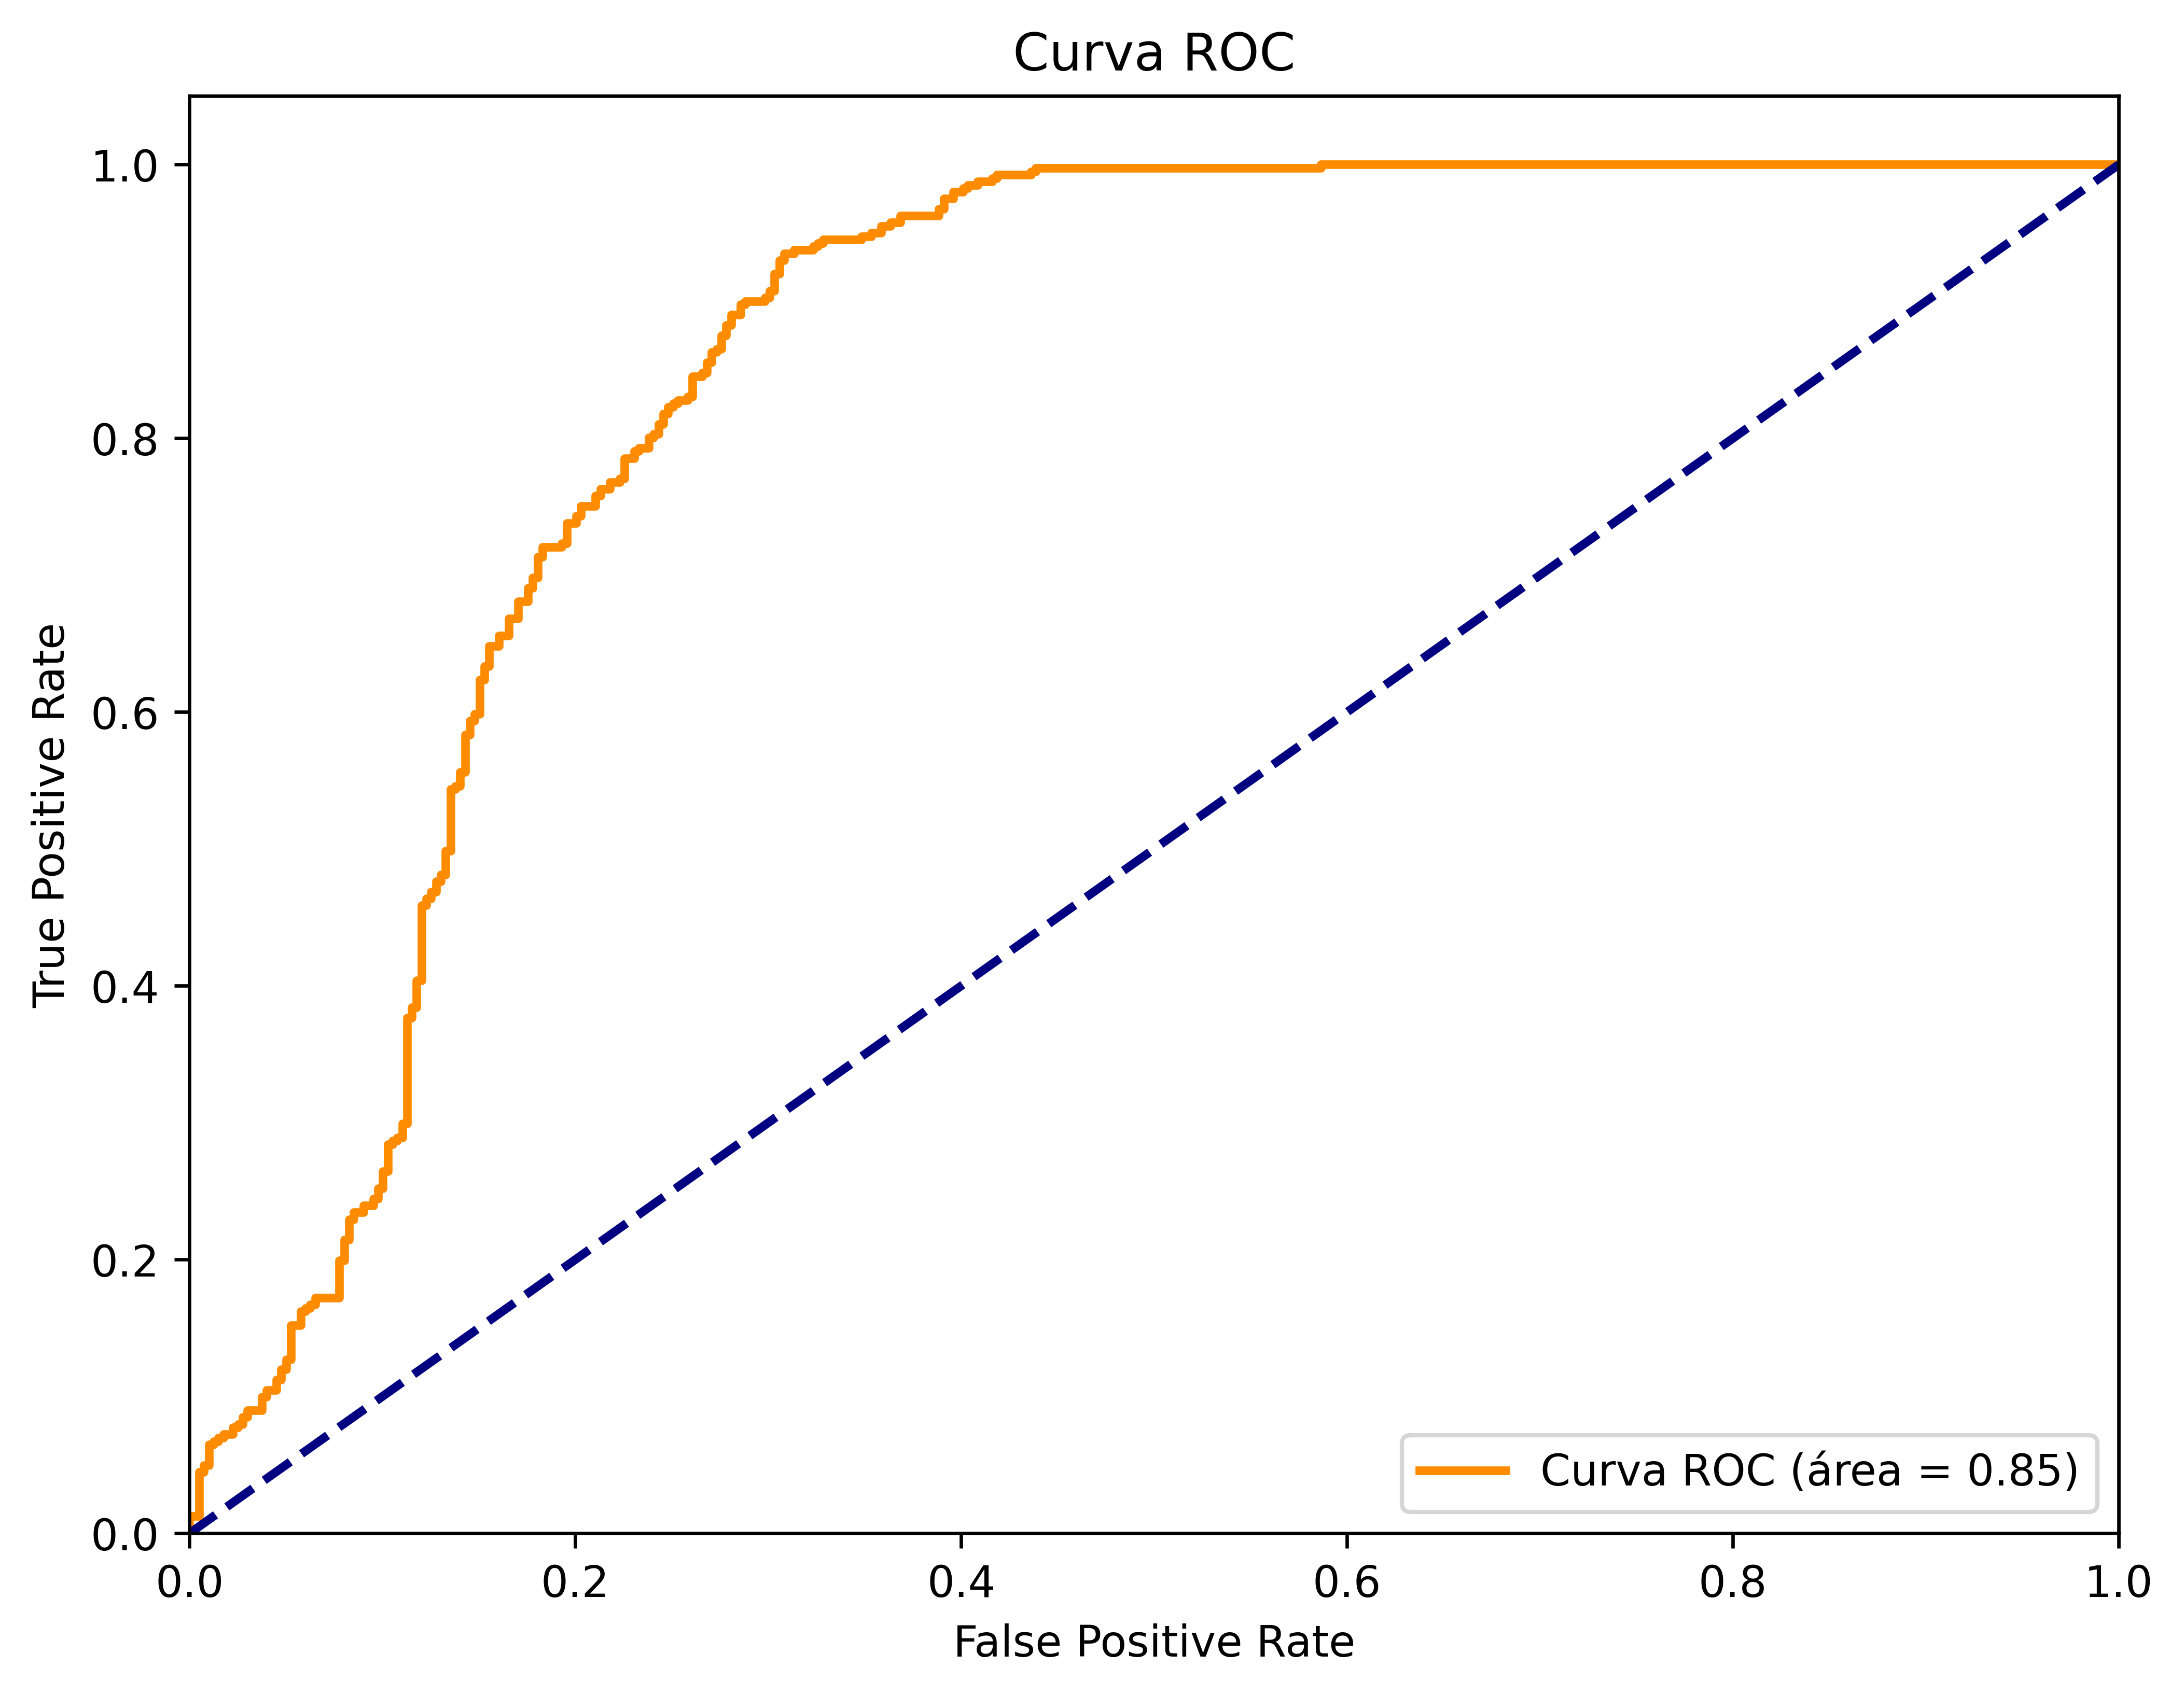 Curva ROC
1.0
0.8
0.6
0.4
0.2
0.0
True Positive Rate
0.0 0.2 0.4 0.6 0.8 1.0
False Positive Rate
Curva ROC (área = 0.85)